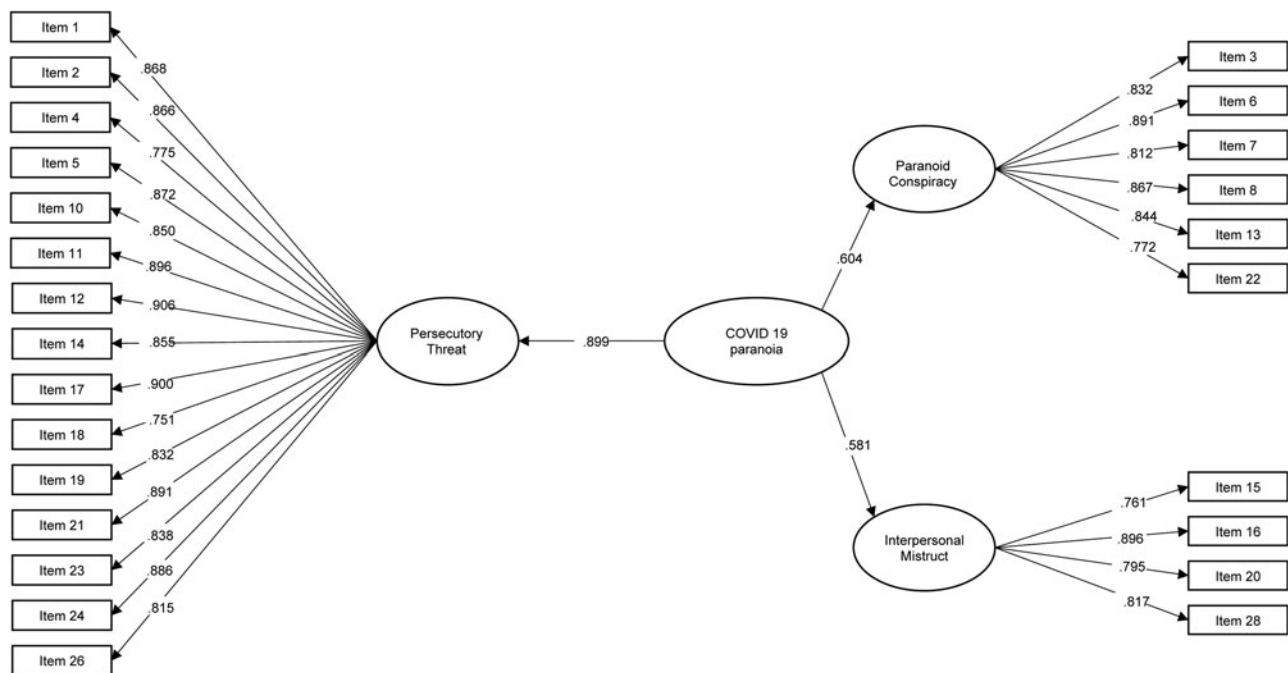 Item 1
Item 2
Item 4
Item 5
Item 10
Item 11
Item 12
Item 14
Item 17
Item 18
Item 19
Item 21
Item 23
Item 24
Item 26
.868
.866
.775
.872
.850
.896
.906
.855
.900
.751
.832
.891
.838
.886
.815
Persecutory
Threat
.899
COVID 19
paranoia
.604
.581
Paranoid
Conspiracy
.832
.891
.812
.867
.844
.772
Item 3
Item 6
Item 7
Item 8
Item 13
Item 22
Interpersonal
Mistruct
.761
.896
.795
.817
Item 15
Item 16
Item 20
Item 28